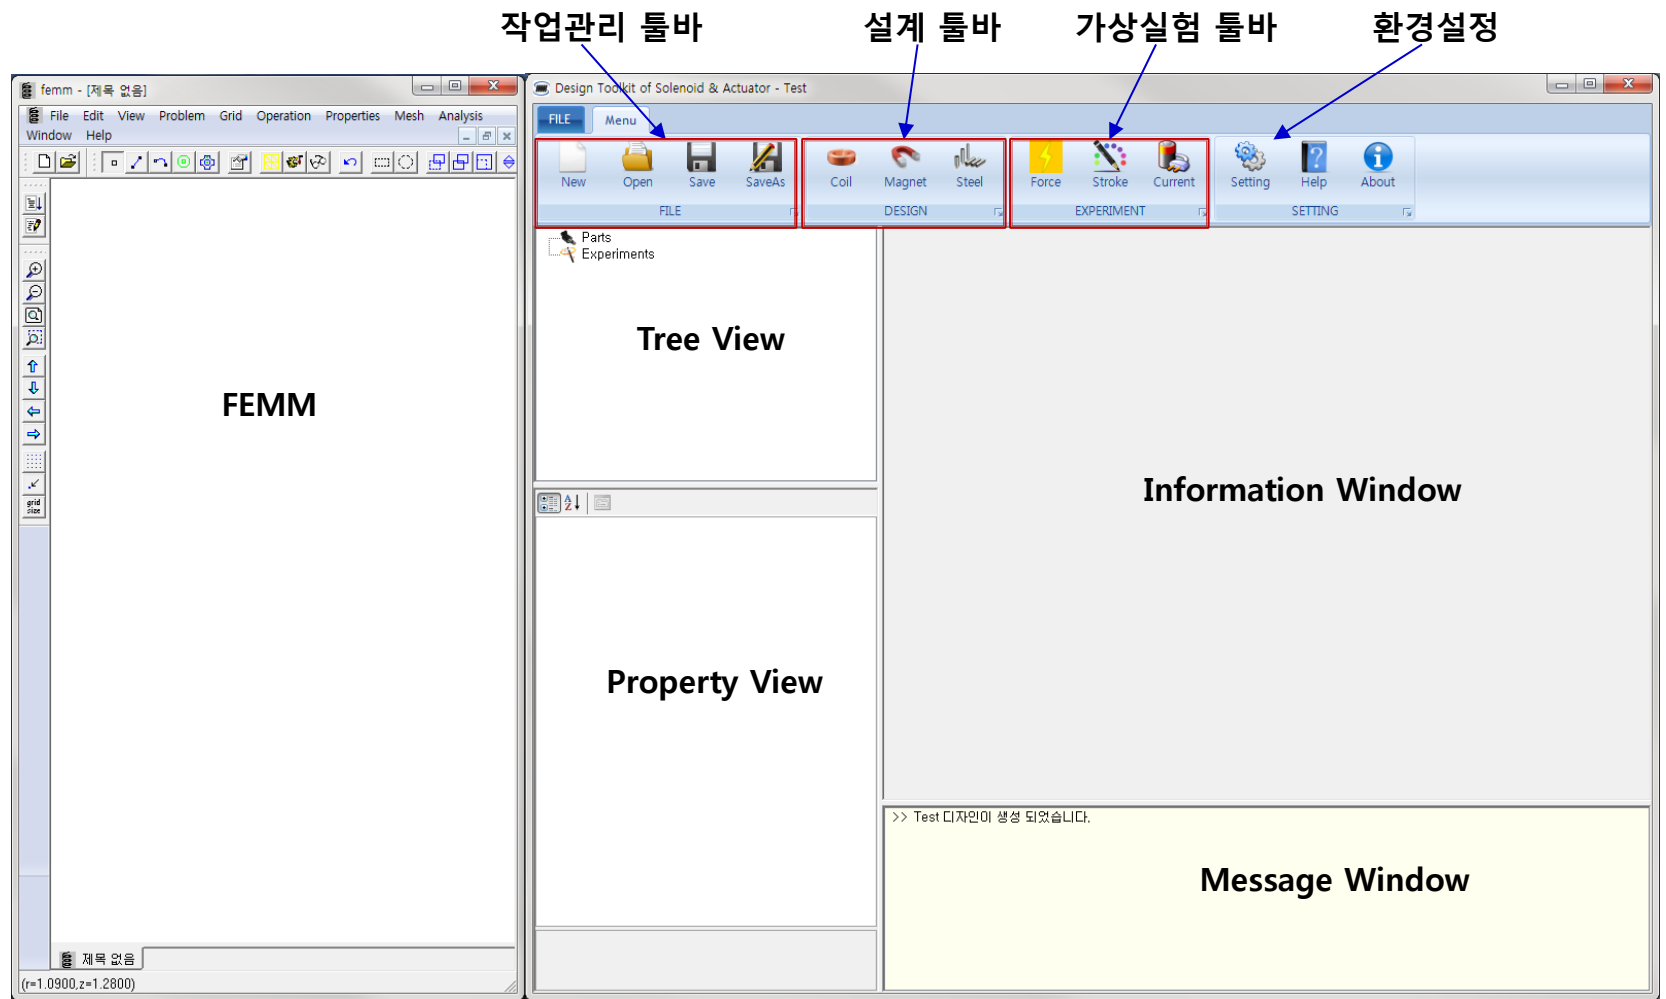 작업관리 툴바
설계 툴바
가상실험 툴바
환경설정
femm - [제목 없음]
File Edit View Problem Grid Operation Properties Mesh Analysis
Window Help
grid
size
FEMM
제목 없음
(r=1.0900,z=1.2800)
Design Toolkit of Solenoid & Actuator - Test
FILE Menu
New Open Save SaveAs
FILE
Coil Magnet Steel
DESIGN
Force Stroke Current
EXPERIMENT
Setting Help About
SETTING
Parts
Experiments
Tree View
Property View
Information Window
>> Test 디자인이 생성 되었습니다.
Message Window